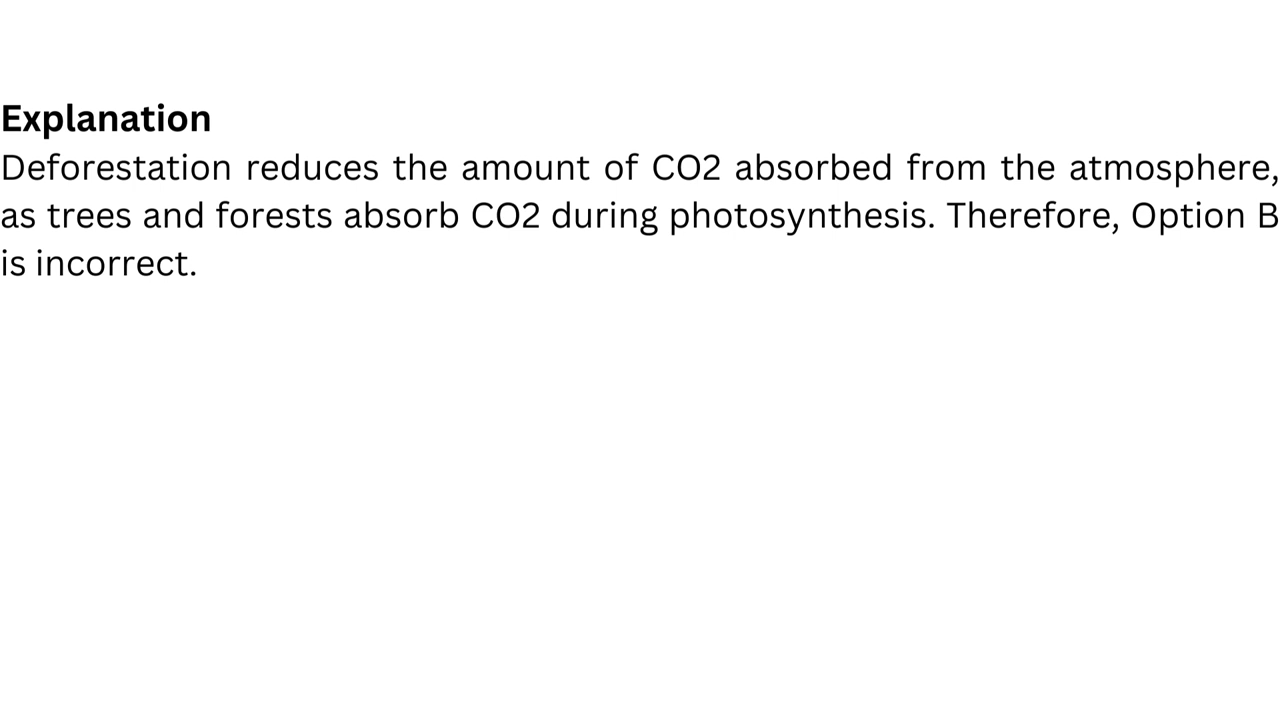 Explanation
Deforestation reduces the amount of CO2 absorbed from the atmosphere,
as trees and forests absorb CO2 during photosynthesis. Therefore, Option B
is incorrect.